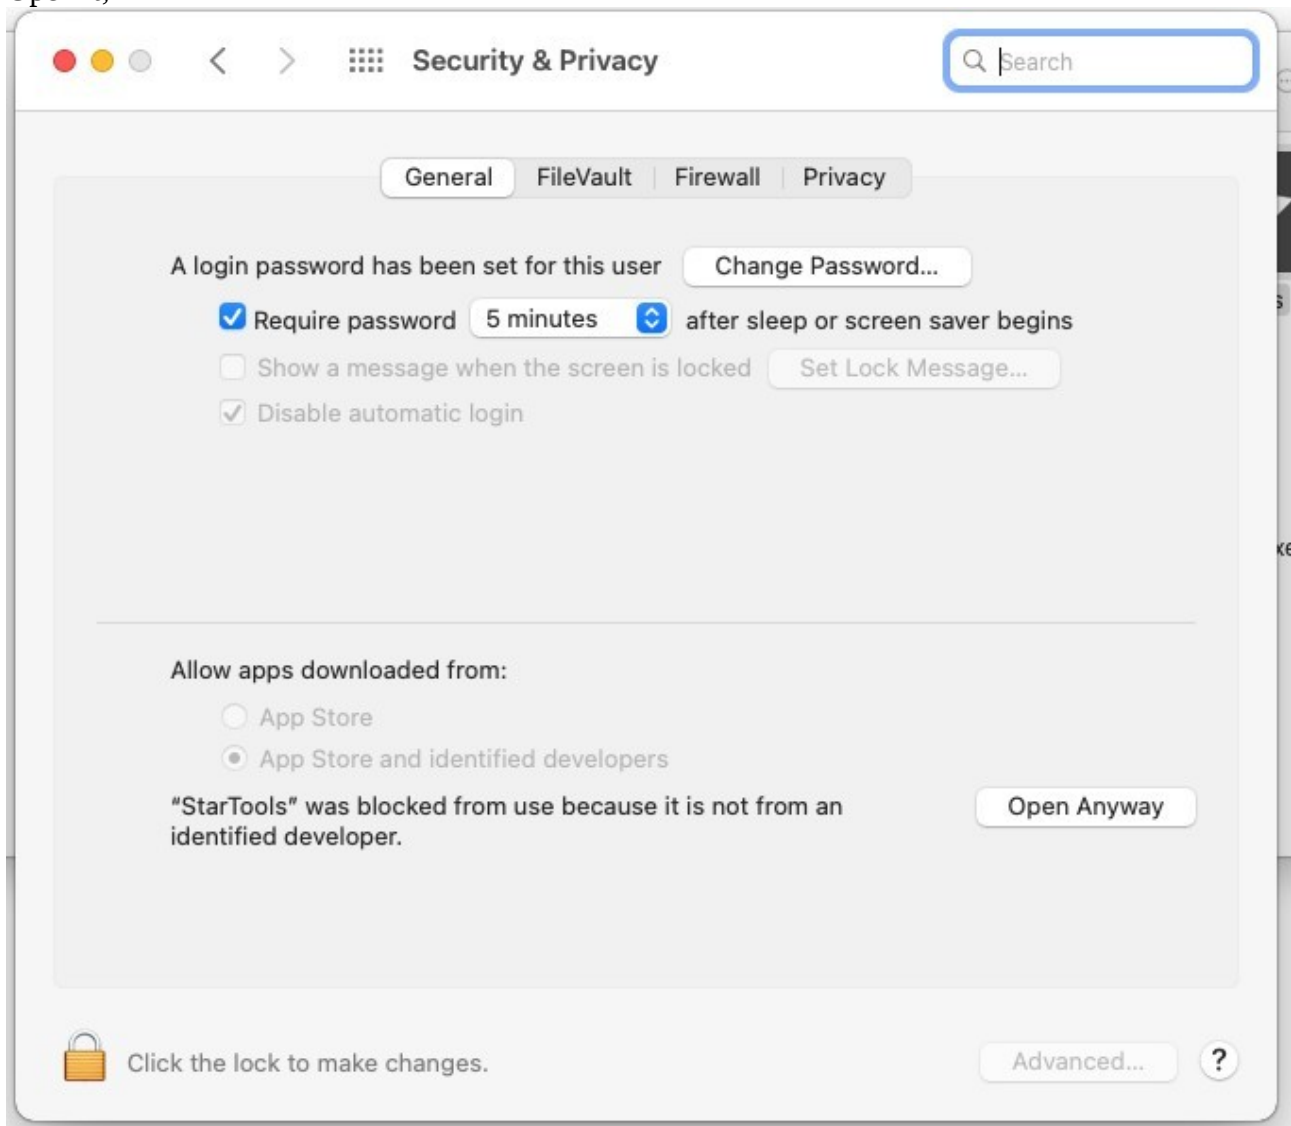 Security & Privacy
Search
General FileVault Firewall Privacy
A login password has been set for this user Change Password...
Require password 5 minutes after sleep or screen saver begins
Show a message when the screen is locked Set Lock Message...
Disable automatic login
Allow apps downloaded from:
App Store
App Store and identified developers
“StarTools” was blocked from use because it is not from an Open Anyway
identified developer.
Click the lock to make changes. Advanced... ?